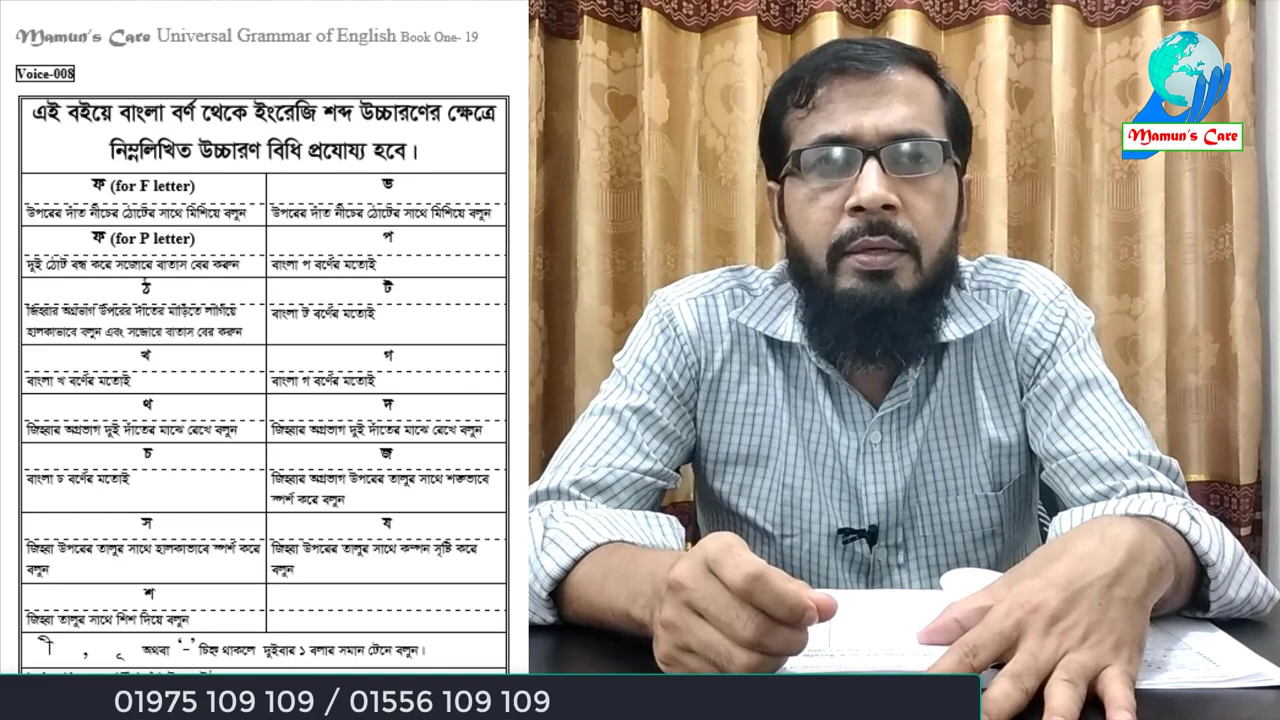 Mamun's Care Universal Grammar of English Book One- 19
Voice-008
এই বইয়ে বাংলা বর্ণ থেকে ইংরেজি শব্দ উচ্চারণের ক্ষেত্রে
নিম্নলিখিত উচ্চারণ বিধি প্রযোয্য হবে।
ফ (for F letter)
ভ
উপরের দাঁত নীচের ঠোটের সাথে মিশিয়ে বলুন
উপরের দাঁত নীচের ঠোটের সাথে মিশিয়ে বলুন
ফ (for P letter)
প
দুই ঠোট বন্ধ করে সজোরে বাতাস বের করুন
বাংলা প বর্ণের মতোই
ঠ
ট
জিহ্বার অগ্রভাগ উপরের দাঁতের মাড়িতে লাগিয়ে
হালকাভাবে বলুন এবং সজোরে বাতাস বের করুন
বাংলা ট বর্ণের মতোই
খ
গ
বাংলা খ বর্ণের মতোই
বাংলা গ বর্ণের মতোই
থ
দ
জিহ্বার অগ্রভাগ দুই দাঁতের মাঝে রেখে বলুন
জিহ্বার অগ্রভাগ দুই দাঁতের মাঝে রেখে বলুন
চ
জ
বাংলা চ বর্ণের মতোই
জিহ্বার অগ্রভাগ উপরের তালুর সাথে শক্তভাবে
স্পর্শ করে বলুন
স
য
জিহ্বা উপরের তালুর সাথে হালকাভাবে স্পর্শ করে
বলুন
জিহ্বা উপরের তালুর সাথে কম্পন সৃষ্টি করে
বলুন
শ
জিহ্বা তালুর সাথে শিশ দিয়ে বলুন
ী , ূ অথবা '-' চিহ্ন থাকলে দুইবার ১ বলার সমান টেনে বলুন।
Mamun's Care
01975 109 109 / 01556 109 109